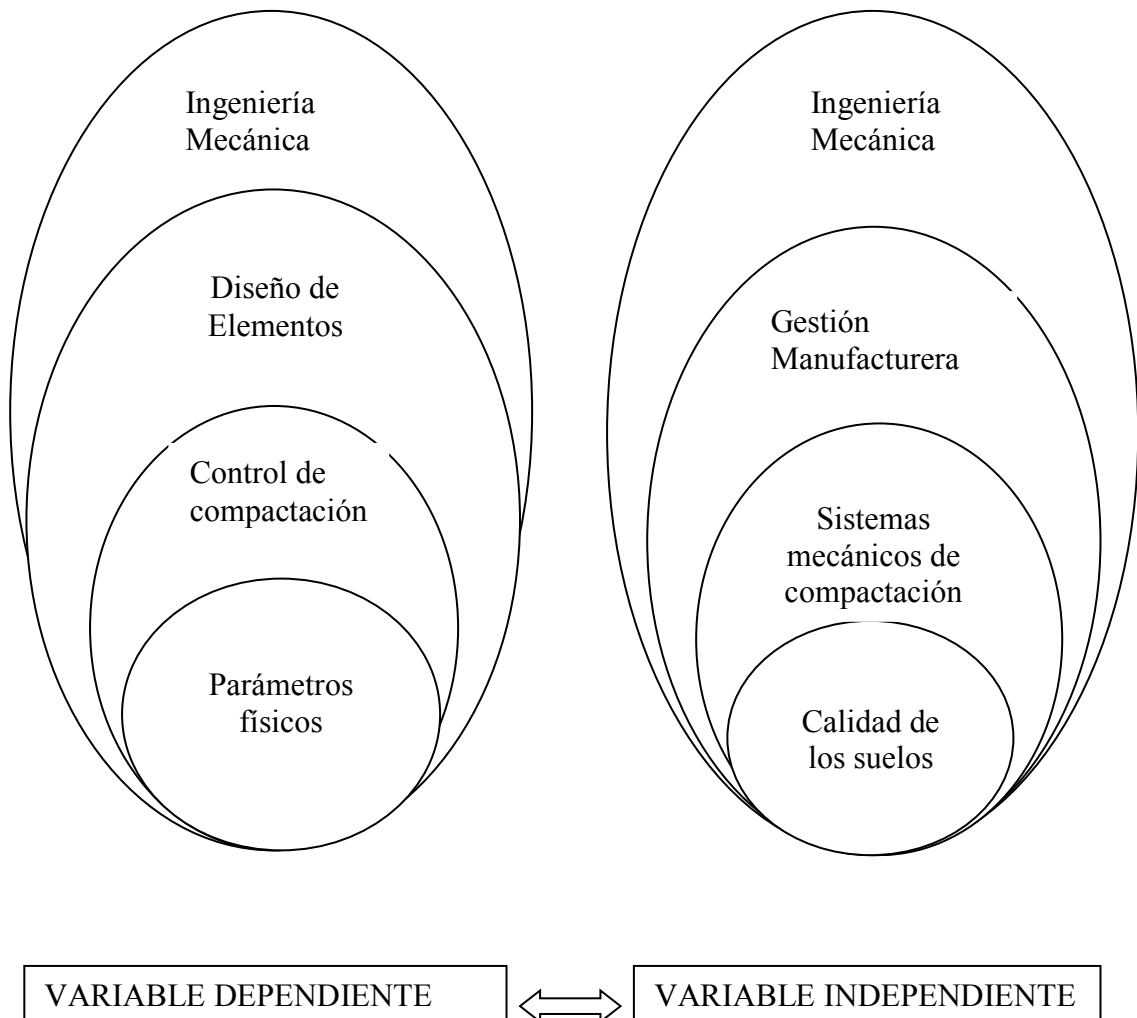 Ingeniería
Mecánica
Diseño de
Elementos
Control de
compactación
Parámetros
físicos
Ingeniería
Mecánica
Gestión
Manufacturera
Sistemas
mecánicos de
compactación
Calidad de
los suelos
VARIABLE DEPENDIENTE
VARIABLE INDEPENDIENTE